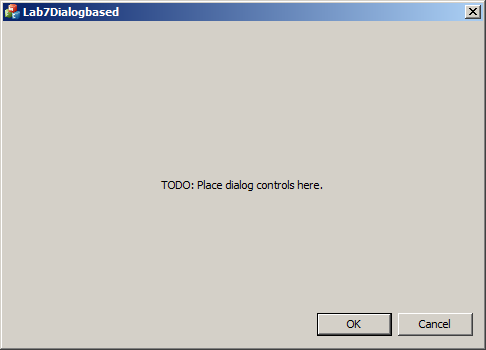 Lab7Dialogbased
TODO: Place dialog controls here.
OK
Cancel